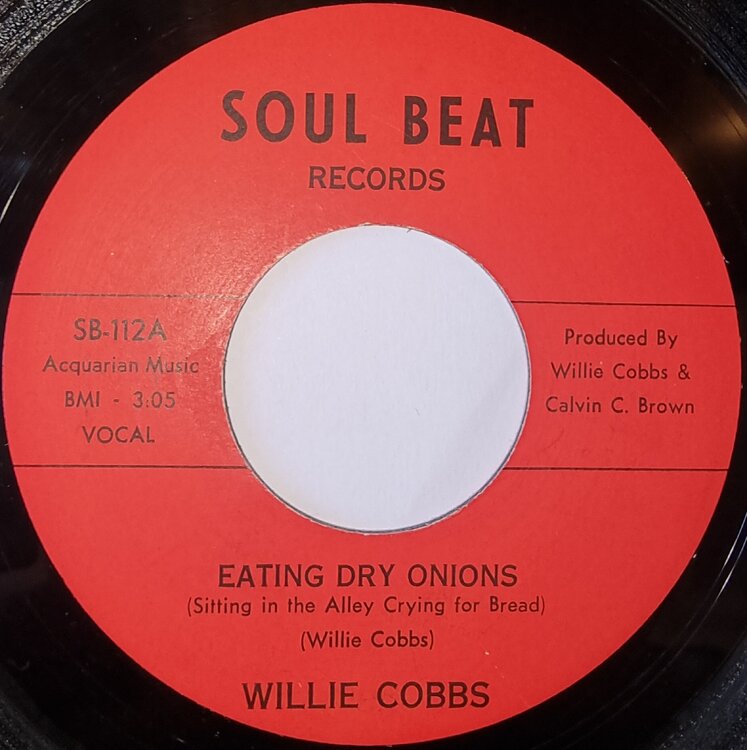 SOUL BEAT
RECORDS
SB-112A
Acquarian Music
BMI - 3:05
VOCAL
Produced By
Willie Cobbs &
Calvin C. Brown
EATING DRY ONIONS
(Sitting in the Alley Crying for Bread)
(Willie Cobbs)
WILLIE COBBS